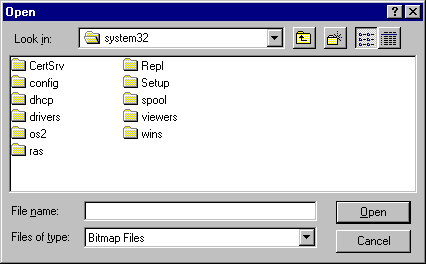 Open
Look in: system32
CertSrv
config
dhcp
drivers
os2
ras
Repl
Setup
spool
viewers
wins
File name:
Open
Files of type: Bitmap Files
Cancel